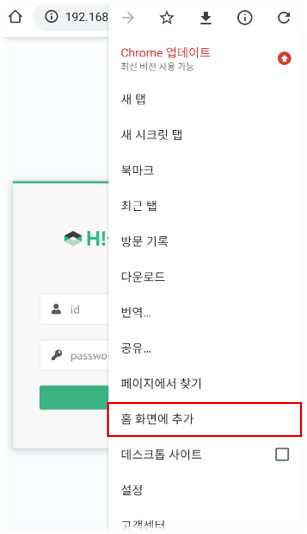 192.168
Chrome 업데이트
최신 버전 사용 가능
새 탭
새 시크릿 탭
북마크
최근 탭
방문 기록
다운로드
번역...
공유...
페이지에서 찾기
홈 화면에 추가
데스크톱 사이트
설정
고객센터
H!
id
passwo